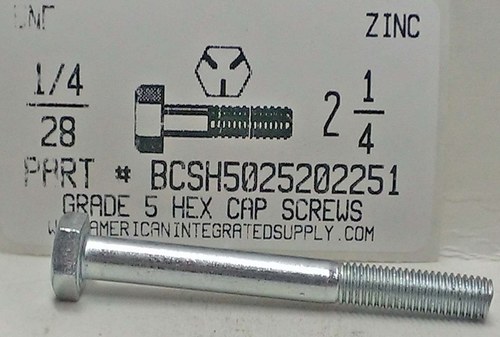 UNF ZINC
1/4 28 2 1/4
PART # BCSH5025202251
GRADE 5 HEX CAP SCREWS
WWW.AMERICANINTEGRATEDSUPPLY.COM